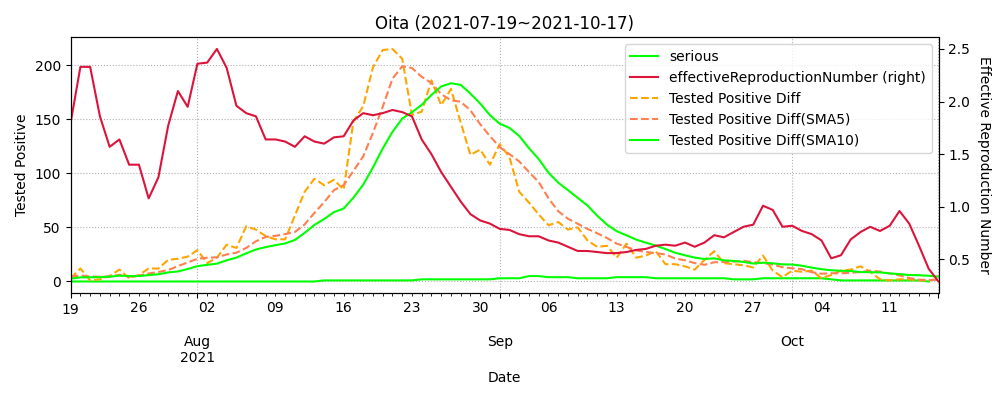 Oita (2021-07-19~2021-10-17)
serious
effectiveReproductionNumber (right)
Tested Positive Diff
Tested Positive Diff(SMA5)
Tested Positive Diff(SMA10)
Tested Positive
200
150
100
50
0
Effective Reproduction Number
2.5
2.0
1.5
1.0
0.5
19 26 02 09 16 23 30 06 13 20 27 04 11
Aug Sep Oct
2021
Date